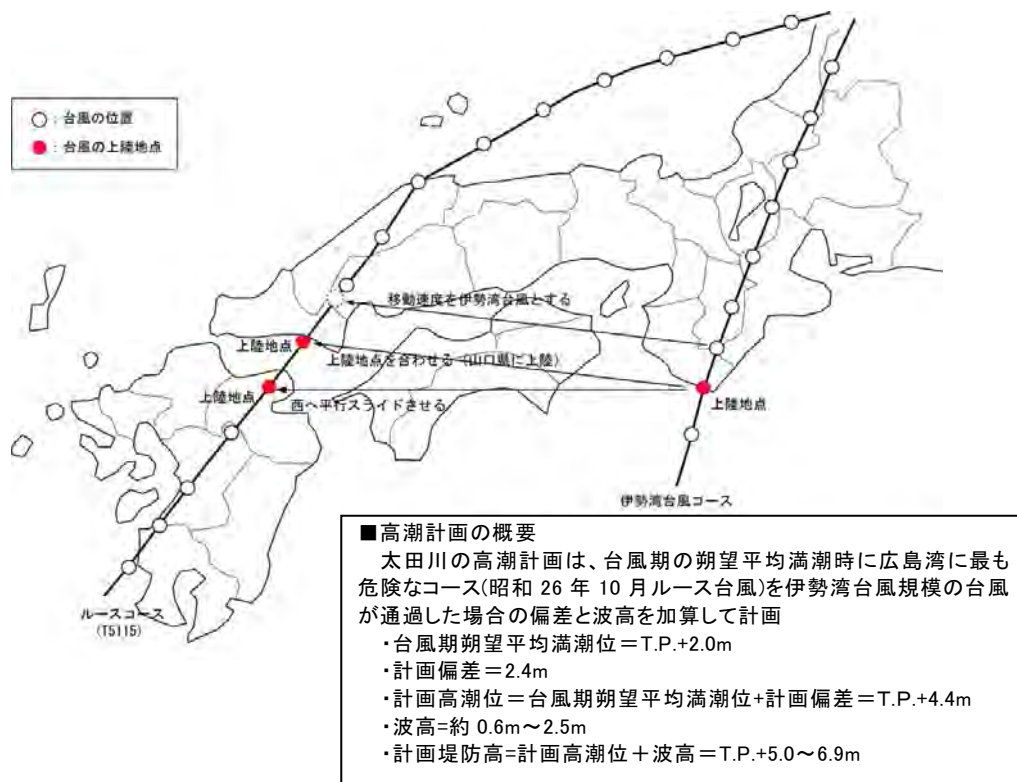 ○:台風の位置
●:台風の上陸地点
移動速度を伊勢湾台風とする
上陸地点
上陸地点を合わせる(山口県に上陸)
上陸地点
西へ平行スライドさせる
上陸地点
伊勢湾台風コース
ルースコース
(T5115)
■高潮計画の概要
太田川の高潮計画は、台風期の朔望平均満潮時に広島湾に最も
危険なコース(昭和 26 年 10 月ルース台風)を伊勢湾台風規模の台風
が通過した場合の偏差と波高を加算して計画
・台風期朔望平均満潮位=T.P.+2.0m
・計画偏差=2.4m
・計画高潮位=台風期朔望平均満潮位+計画偏差=T.P.+4.4m
・波高=約 0.6m~2.5m
・計画堤防高=計画高潮位+波高=T.P.+5.0~6.9m